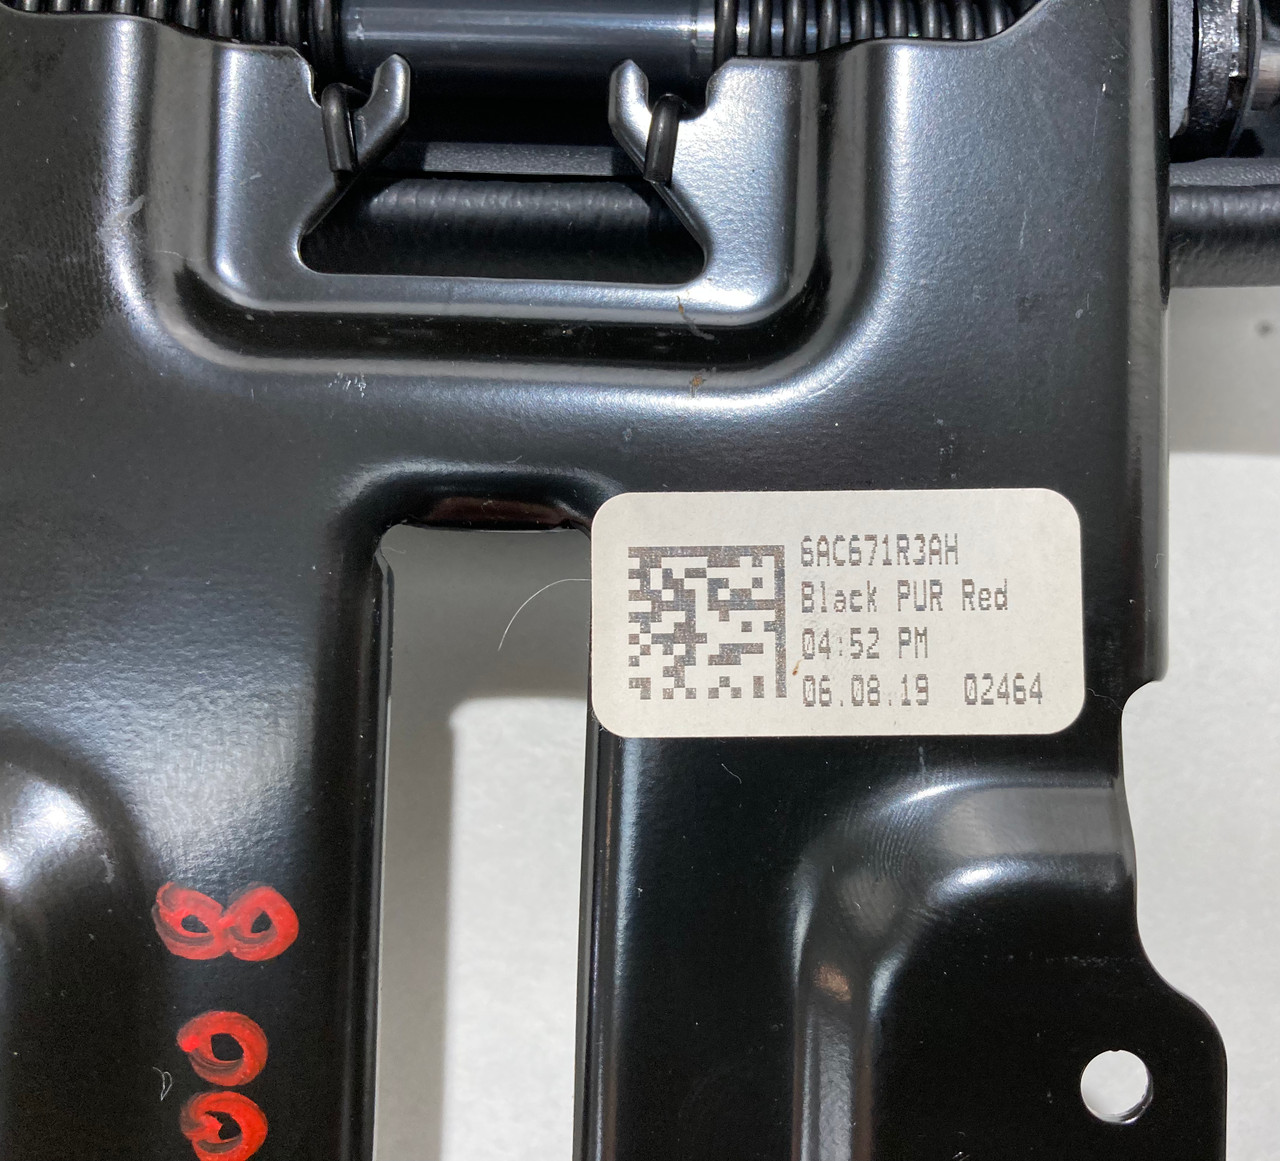 6AC671R3AH
Black PUR Red
04:52 PM
06.08.19 02464